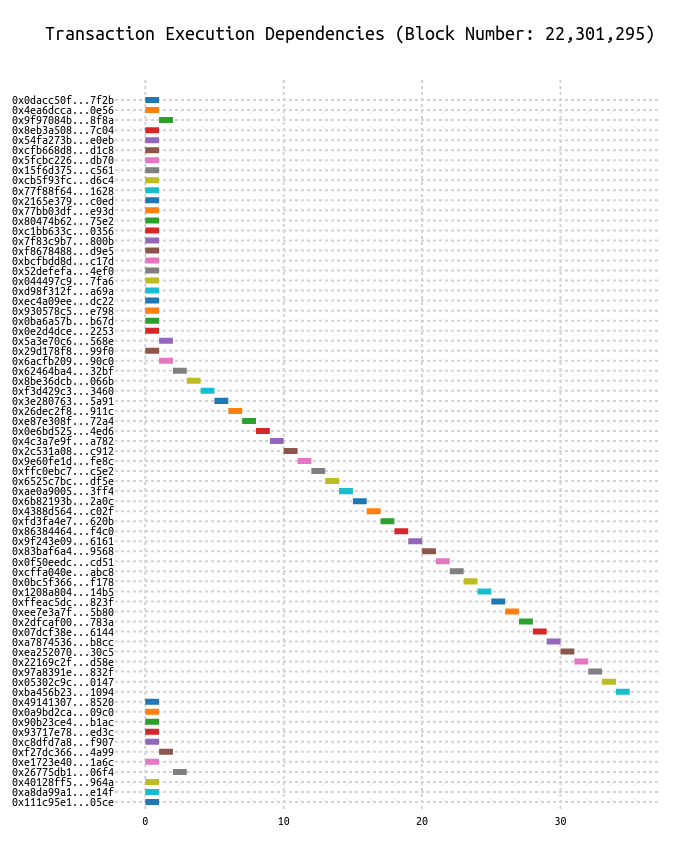 Transaction Execution Dependencies (Block Number: 22,301,295)
0x0dacc50f...7f2b
0x4ea6dcca...0e56
0x9f97084b...8f8a
0x8eb3a508...7c04
0x54fa273b...e0eb
0xcfb668d8...d1c8
0x5fcbc226...db70
0x15f6d375...c561
0xcb5f93fc...d6c4
0x77f88f64...1628
0x2165e379...c0ed
0x77bb03df...e93d
0x80474b62...75e2
0xc1bb633c...0356
0x7f83c9b7...800b
0xf8678488...d9e5
0xbcfbdd8d...c17d
0x52defefa...4ef0
0x044497c9...7fa6
0xd98f312f...a69a
0xec4a09ee...dc22
0x930578c5...e798
0x0ba6a57b...b67d
0x0e2d4dce...2253
0x5a3e70c6...568e
0x29d178f8...99f0
0x6acfb209...90c0
0x62464ba4...32bf
0x8be36dcb...066b
0xf3d429c3...3460
0x3e280763...5a91
0x26dec2f8...911c
0xe87e308f...72a4
0x0e6bd525...4ed6
0x4c3a7e9f...a782
0x2c531a08...c912
0x9e60fe1d...fe8c
0xffc0ebc7...c5e2
0x6525c7bc...df5e
0xae0a9005...3ff4
0x6b82193b...2a0c
0x4388d564...c02f
0xfd3fa4e7...620b
0x86384464...f4c0
0x9f243e09...6161
0x83baf6a4...9568
0x0f50eedc...cd51
0xcffa040e...abc8
0x0bc5f366...f178
0x1208a804...14b5
0xffeac5dc...823f
0xee7e3a7f...5b80
0x2dfcaf00...783a
0x07dcf38e...6144
0xa7874536...b8cc
0xea252070...30c5
0x22169c2f...d58e
0x97a8391e...832f
0x05302c9c...0147
0xba456b23...1094
0x49141307...8520
0x0a9bd2ca...09c0
0x90b23ce4...b1ac
0x93717e78...ed3c
0xc8dfd7a8...f907
0xf27dc366...4a99
0xe1723e40...1a6c
0x26775db1...06f4
0x40128ff5...964a
0xa8da99a1...e14f
0x111c95e1...05ce
0 10 20 30